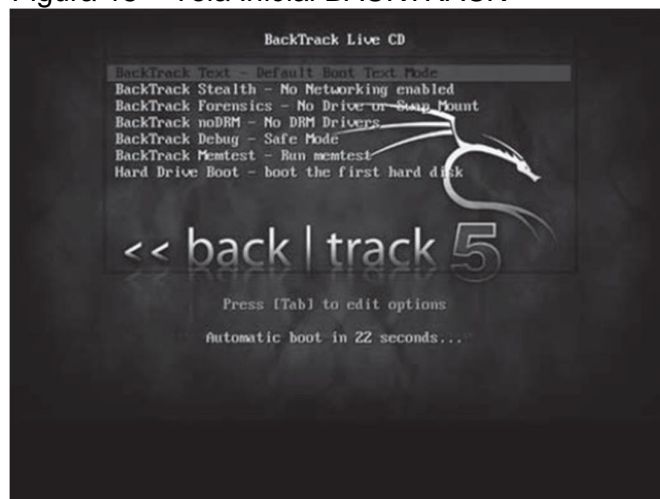 Figura 13 – Tela Inicial BACKTRACK
BackTrack Live CD
BackTrack Text - Default Boot Text Mode
BackTrack Stealth - No Networking enabled
BackTrack Forensics - No Drive or Swap Mount
BackTrack noDRM - No DRM Drivers
BackTrack Debug - Safe Mode
BackTrack Memtest - Run memtest
Hard Drive Boot - boot the first hard disk
<< back | track 5
Press [Tab] to edit options
Automatic boot in 22 seconds...